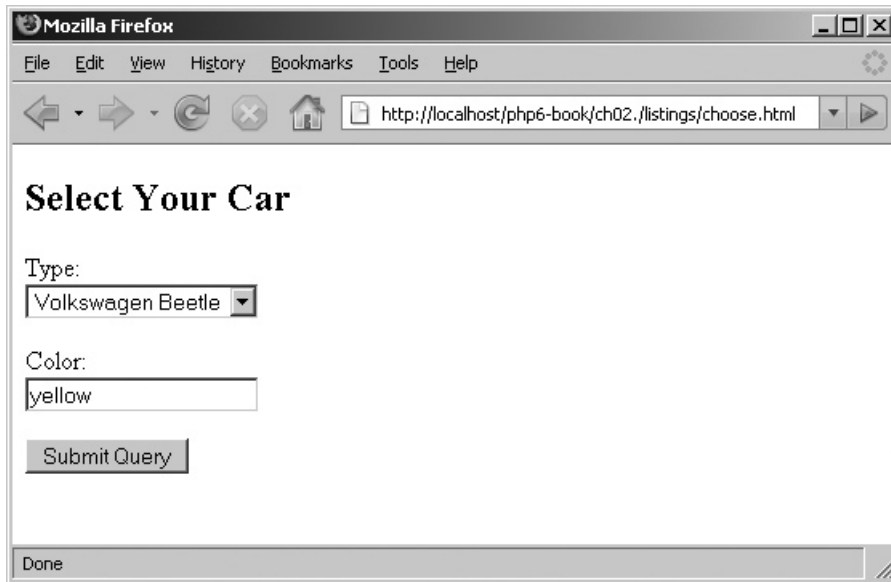 Mozilla Firefox
File Edit View History Bookmarks Tools Help
http://localhost/php6-book/ch02./listings/choose.html
Select Your Car
Type:
Volkswagen Beetle
Color:
yellow
Submit Query
Done